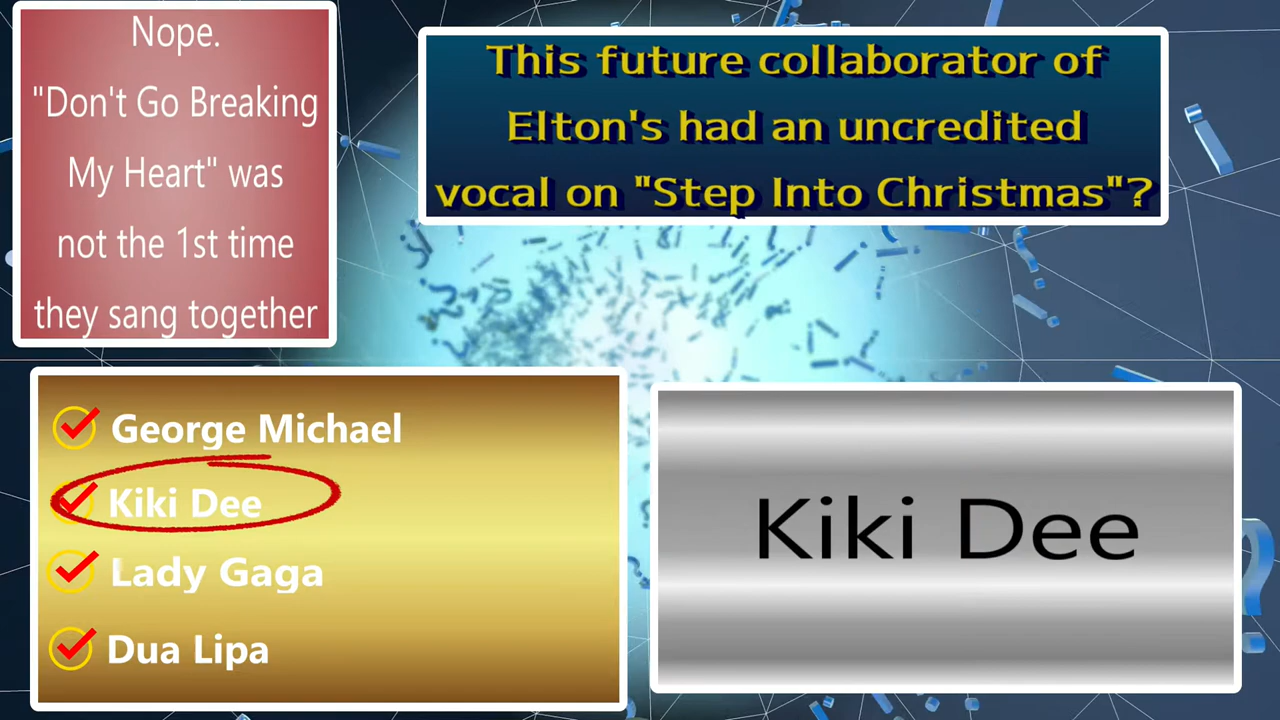 Nope.
"Don't Go Breaking
My Heart" was
not the 1st time
they sang together
This future collaborator of
Elton's had an uncredited
vocal on "Step Into Christmas"?
George Michael
Kiki Dee
Lady Gaga
Dua Lipa
Kiki Dee